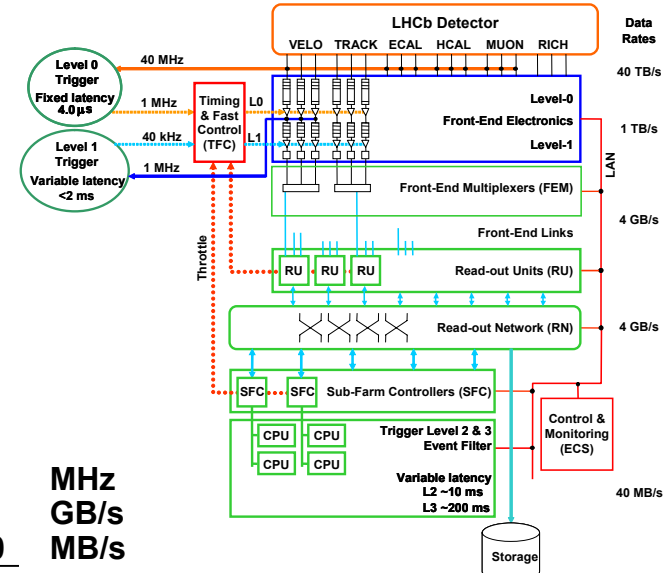 LHCb Detector
Data
Rates
VELO TRACK ECAL HCAL MUON RICH
40 MHz
40 TB/s
Level 0
Trigger
Fixed latency
4.0 µs
1 MHz
Timing
& Fast
Control
(TFC)
L0
Level-0
Front-End Electronics
Level-1
1 TB/s
LAN
40 kHz
L1
Level 1
Trigger
Variable latency
<2 ms
1 MHz
Front-End Multiplexers (FEM)
4 GB/s
Front-End Links
Throttle
RU RU RU
Read-out Units (RU)
Read-out Network (RN)
4 GB/s
SFC SFC
Sub-Farm Controllers (SFC)
Control &
Monitoring
(ECS)
CPU CPU
CPU CPU
Trigger Level 2 & 3
Event Filter
Variable latency
L2 ~10 ms
L3 ~200 ms
40 MB/s
MHz
GB/s
MB/s
Storage